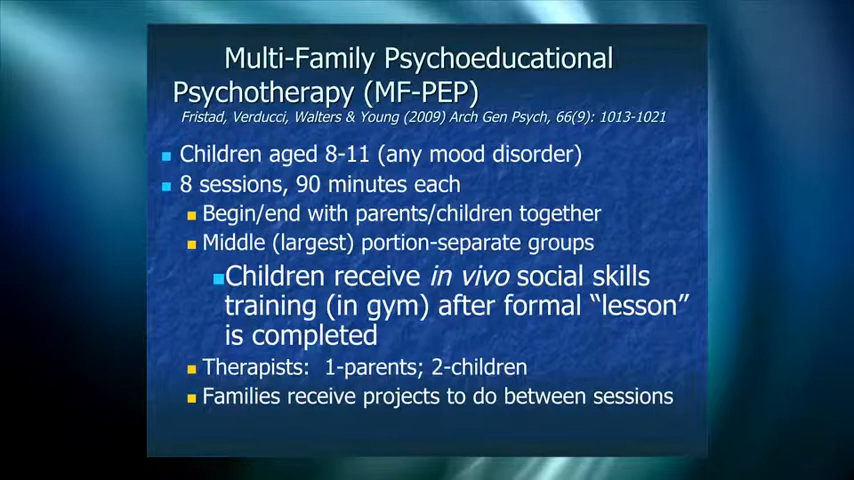 Multi-Family Psychoeducational
Psychotherapy (MF-PEP)
Fristad, Verducci, Walters & Young (2009) Arch Gen Psych, 66(9): 1013-1021
Children aged 8-11 (any mood disorder)
8 sessions, 90 minutes each
Begin/end with parents/children together
Middle (largest) portion-separate groups
Children receive in vivo social skills
training (in gym) after formal “lesson”
is completed
Therapists: 1-parents; 2-children
Families receive projects to do between sessions